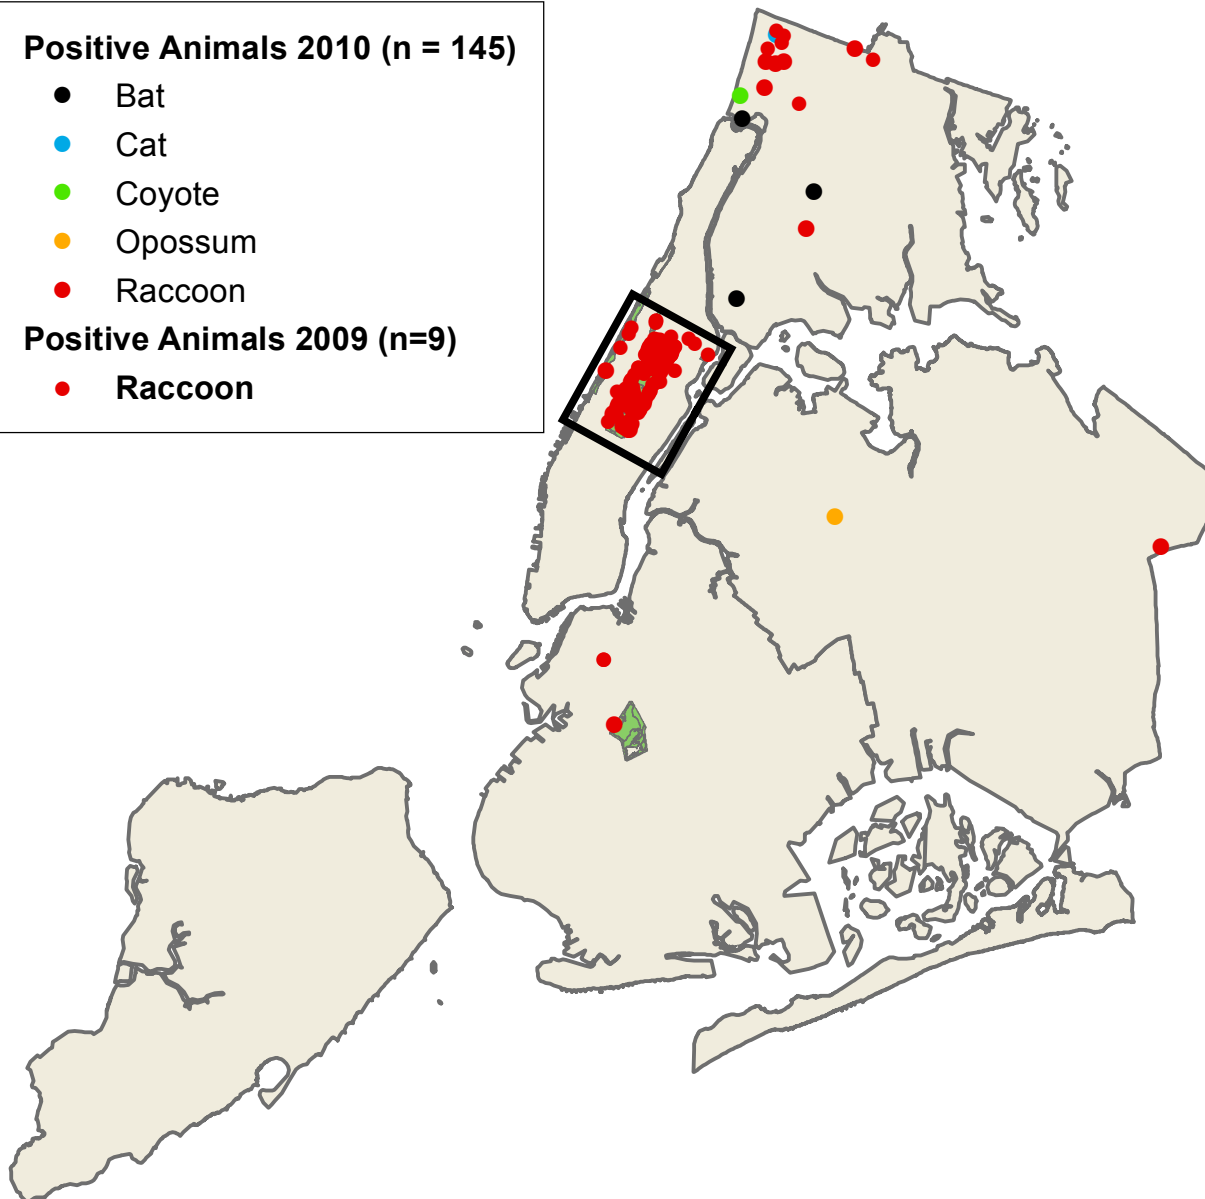 Positive Animals 2010 (n = 145)
Bat
Cat
Coyote
Opossum
Raccoon
Positive Animals 2009 (n=9)
Raccoon